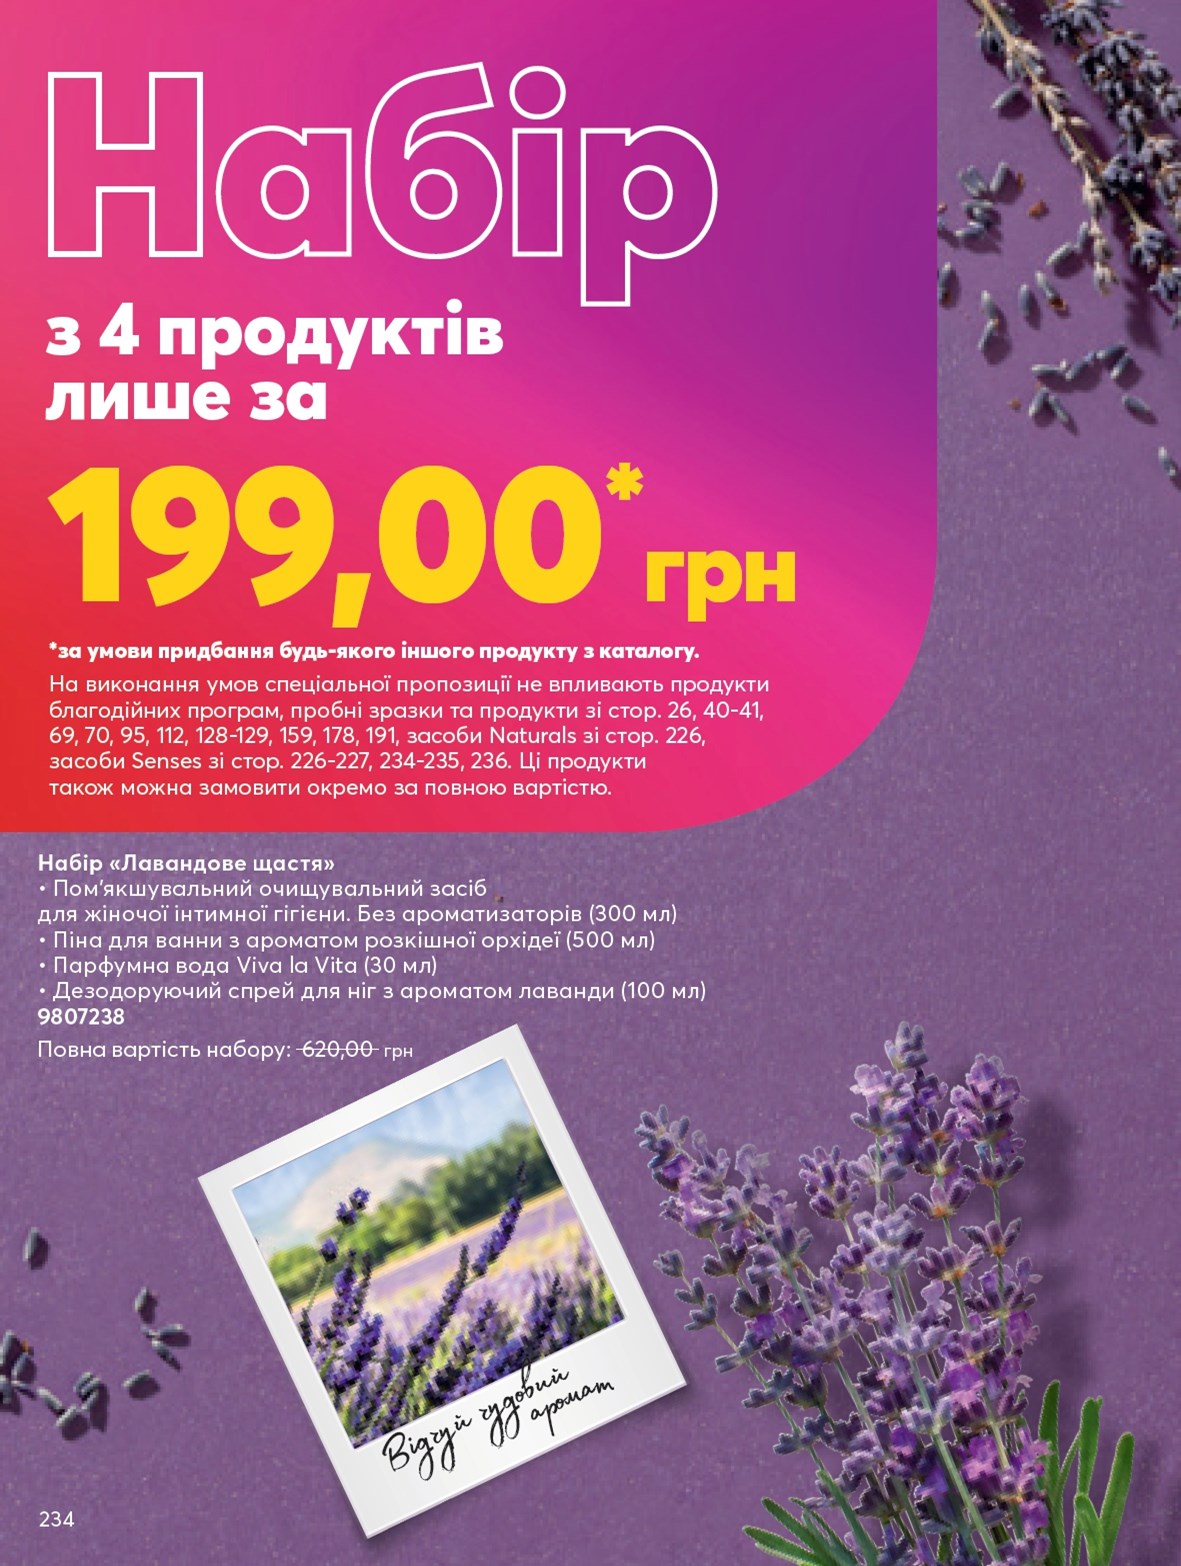 Набір
з 4 продуктів
лише за
199,00* грн
*за умови придбання будь-якого іншого продукту з каталогу.
На виконання умов спеціальної пропозиції не впливають продукти
благодійних програм, пробні зразки та продукти зі стор. 26, 40-41,
69, 70, 95, 112, 128-129, 159, 178, 191, засоби Naturals зі стор. 226,
засоби Senses зі стор. 226-227, 234-235, 236. Ці продукти
також можна замовити окремо за повною вартістю.
Набір «Лавандове щастя»
• Пом'якшувальний очищувальний засіб
для жіночої інтимної гігієни. Без ароматизаторів (300 мл)
• Піна для ванни з ароматом розкішної орхідеї (500 мл)
• Парфумна вода Viva la Vita (30 мл)
• Дезодоруючий спрей для ніг з ароматом лаванди (100 мл)
9807238
Повна вартість набору: 620,00 грн
Відчуй чудовий
аромат
234